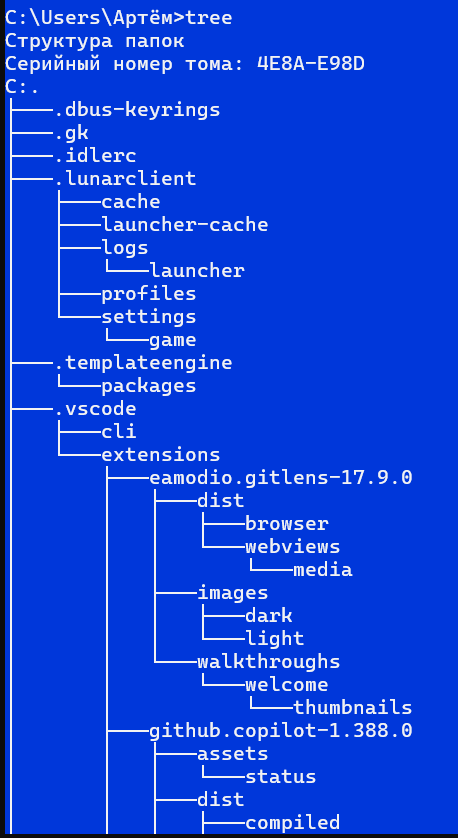 C:\Users\Артём>tree
Структура папок
Серийный номер тома: 4E8A-E98D
C:.
├───.dbus-keyrings
├───.gk
├───.idlerc
├───.lunarclient
│   ├───cache
│   ├───launcher-cache
│   ├───logs
│   │   └───launcher
│   ├───profiles
│   └───settings
│       └───game
├───.templateengine
│   └───packages
├───.vscode
│   ├───cli
│   └───extensions
│       ├───eamodio.gitlens-17.9.0
│       │   ├───dist
│       │   │   ├───browser
│       │   │   └───webviews
│       │   │       └───media
│       │   ├───images
│       │   │   ├───dark
│       │   │   └───light
│       │   └───walkthroughs
│       │       └───welcome
│       │           └───thumbnails
│       ├───github.copilot-1.388.0
│       │   ├───assets
│       │   │   └───status
│       │   ├───dist
│       │   │   ├───compiled